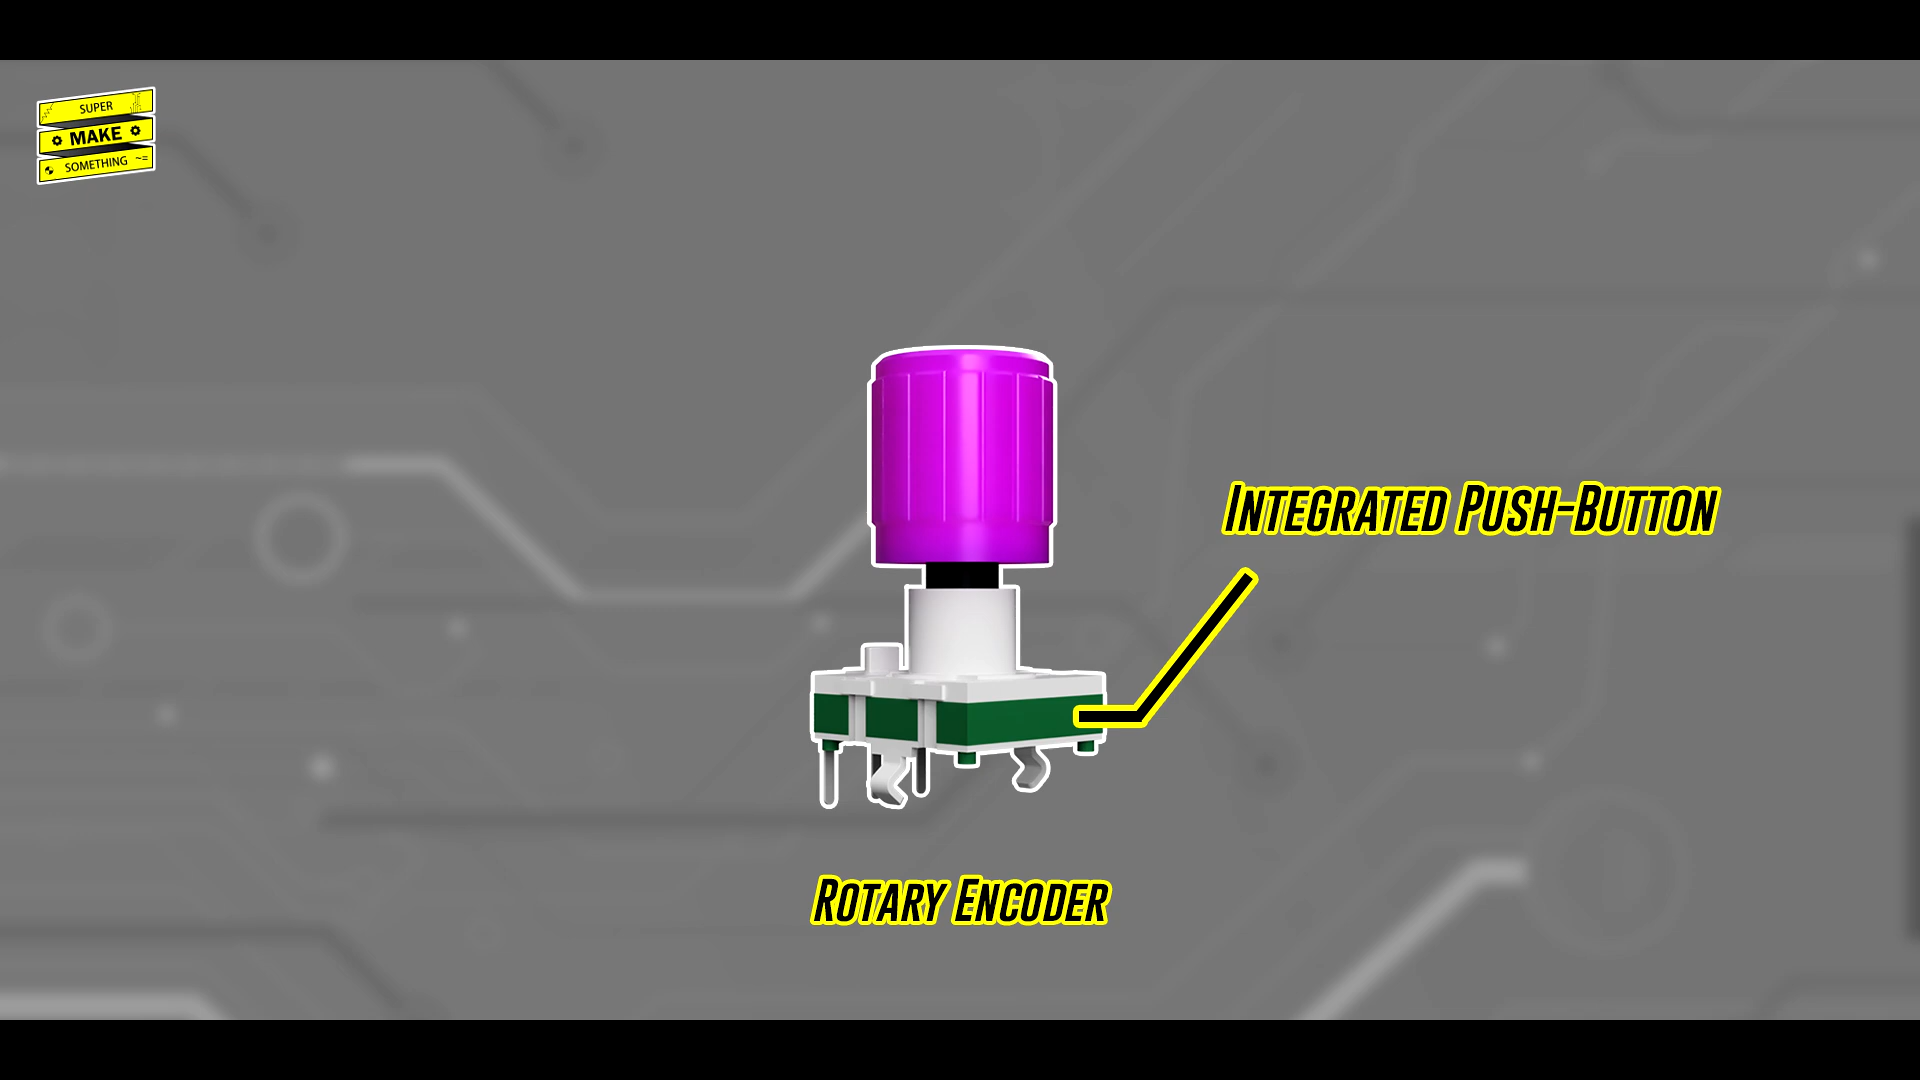 SUPER
MAKE
SOMETHING ~=
INTEGRATED PUSH-BUTTON
ROTARY ENCODER